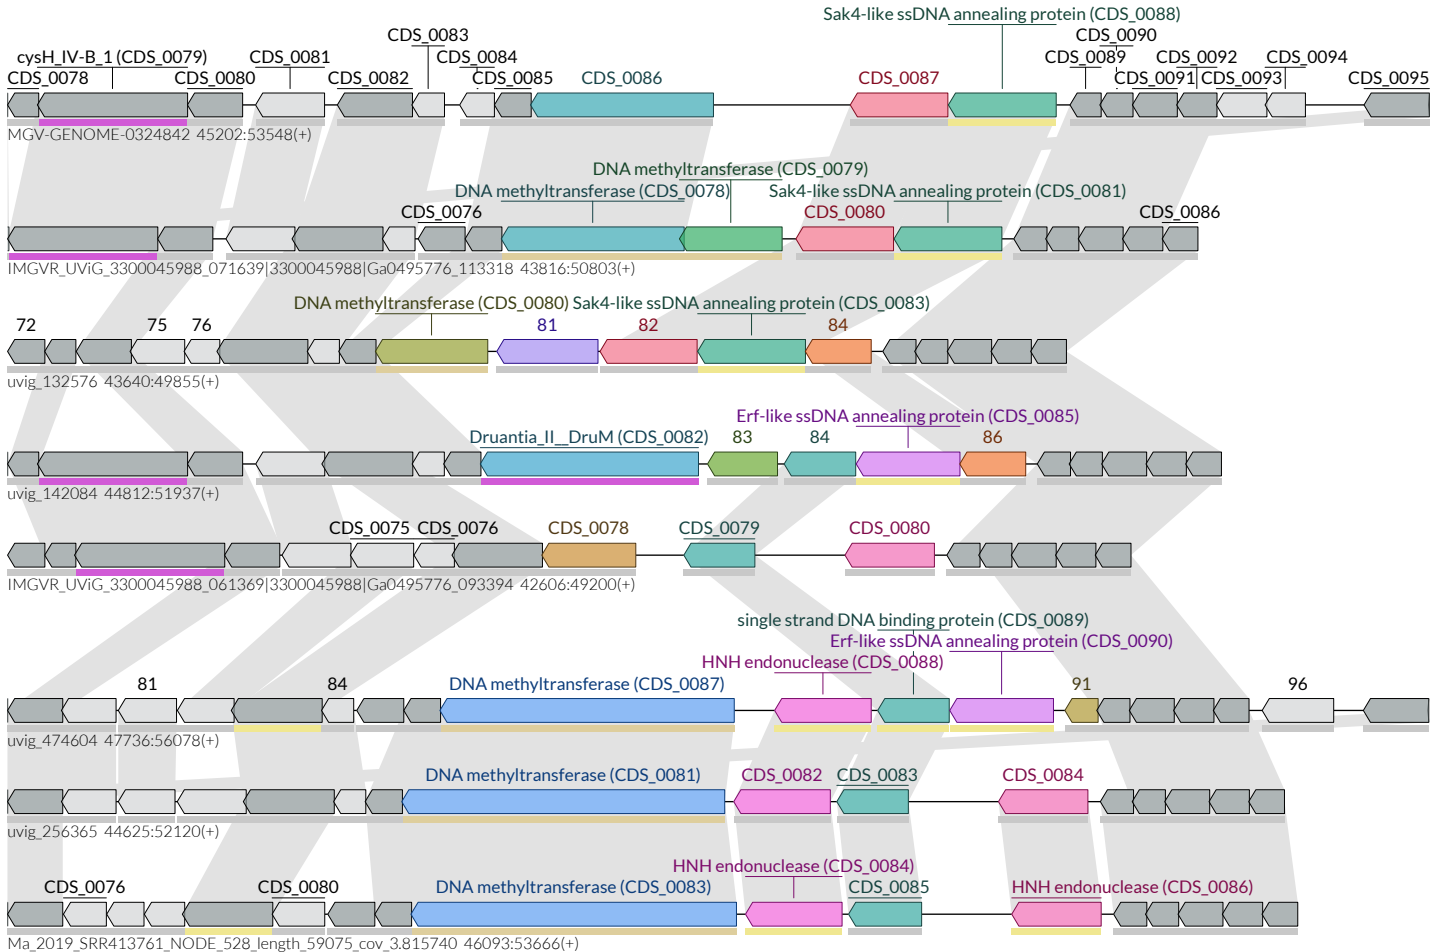 Sak4-like ssDNA annealing protein (CDS_0088)
CDS_0083 CDS_0090
cysH_IV-B_1 (CDS_0079) CDS_0081 CDS_0084 CDS_0089 CDS_0092 CDS_0094
CDS_0078 CDS_0080 CDS_0082 CDS_0085 CDS_0086 CDS_0087 CDS_0091 CDS_0093 CDS_0095
MGV-GENOME-0324842 45202:53548(+)
DNA methyltransferase (CDS_0079)
DNA methyltransferase (CDS_0078) Sak4-like ssDNA annealing protein (CDS_0081)
CDS_0076 CDS_0080 CDS_0086
IMGVR_UViG_3300045988_071639|3300045988|Ga0495776_113318 43816:50803(+)
DNA methyltransferase (CDS_0080) Sak4-like ssDNA annealing protein (CDS_0083)
72 75 76 81 82 84
uvig_132576 43640:49855(+)
Erf-like ssDNA annealing protein (CDS_0085)
Druantia_II__DruM (CDS_0082) 83 84 86
uvig_142084 44812:51937(+)
CDS_0075 CDS_0076 CDS_0078 CDS_0079 CDS_0080
IMGVR_UViG_3300045988_061369|3300045988|Ga0495776_093394 42606:49200(+)
single strand DNA binding protein (CDS_0089)
Erf-like ssDNA annealing protein (CDS_0090)
HNH endonuclease (CDS_0088)
81 84 DNA methyltransferase (CDS_0087) 91 96
uvig_474604 47736:56078(+)
DNA methyltransferase (CDS_0081) CDS_0082 CDS_0083 CDS_0084
uvig_256365 44625:52120(+)
HNH endonuclease (CDS_0084)
CDS_0076 CDS_0080 DNA methyltransferase (CDS_0083) CDS_0085 HNH endonuclease (CDS_0086)
Ma_2019_SRR413761_NODE_528_length_59075_cov_3.815740 46093:53666(+)